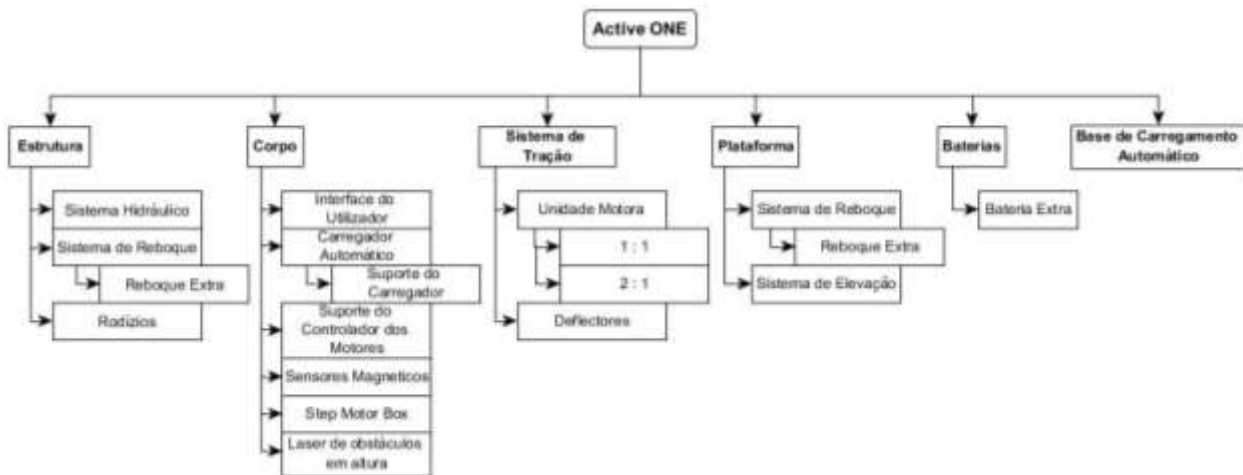 Active ONE
Estrutura
Corpo
Sistema de
Tração
Plataforma
Baterias
Base de Carregamento
Automático
Sistema Hidráulico
Sistema de Reboque
Reboque Extra
Rodízios
Interface do
Utilizador
Carregador
Automático
Suporte do
Carregador
Suporte do
Controlador dos
Motores
Sensores Magneticos
Step Motor Box
Laser de obstáculos
em altura
Unidade Motora
1 : 1
2 : 1
Deflectores
Sistema de Reboque
Reboque Extra
Sistema de Elevação
Bateria Extra